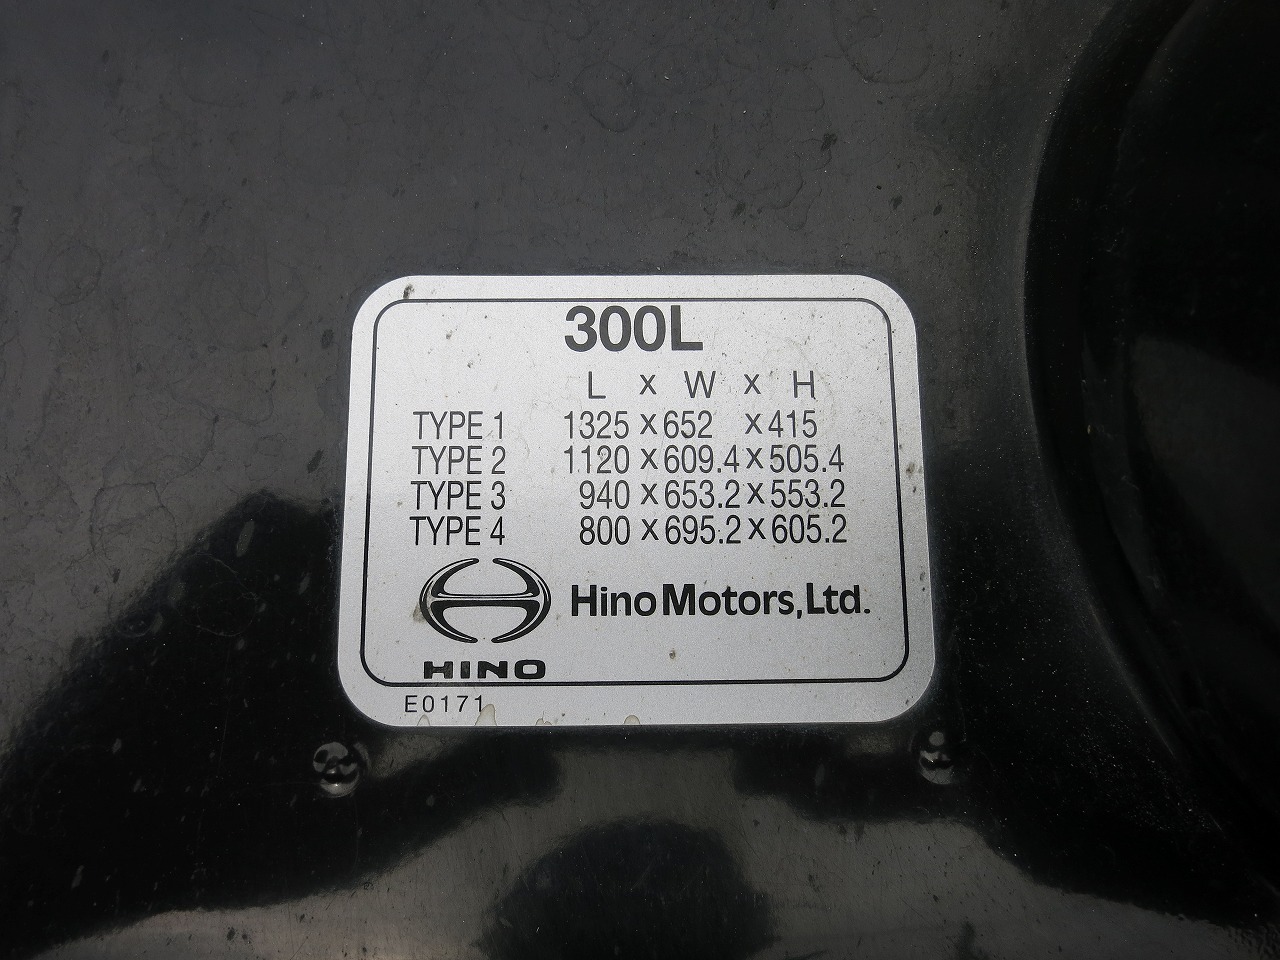 300L
L x W x H
TYPE 1 1325 x 652 x 415
TYPE 2 1120 x 609.4 x 505.4
TYPE 3 940 x 653.2 x 553.2
TYPE 4 800 x 695.2 x 605.2
Hino Motors, Ltd.
HINO
E0171